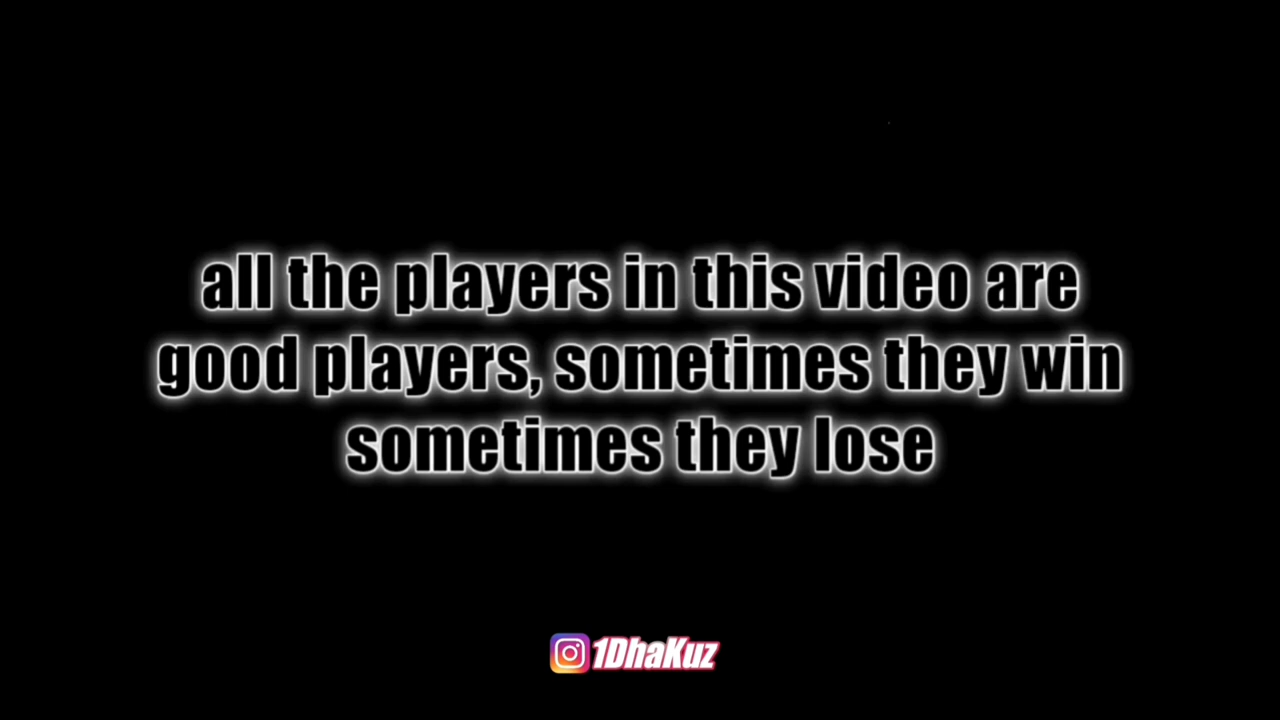 all the players in this video are
good players, sometimes they win
sometimes they lose
1DhaKuz